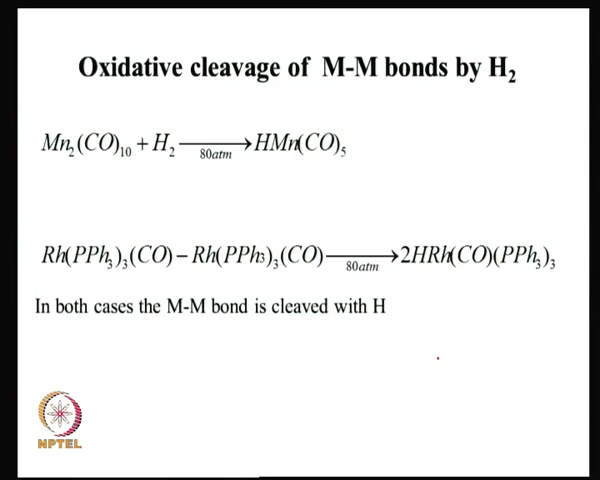 Oxidative cleavage of M-M bonds by H₂
Mn₂(CO)₁₀ + H₂ ⟶ HMn(CO)₅
80atm
Rh(PPh₃)₃(CO) – Rh(PPh₃)₃(CO) ⟶ 2HRh(CO)(PPh₃)₃
80atm
In both cases the M-M bond is cleaved with H
NPTEL